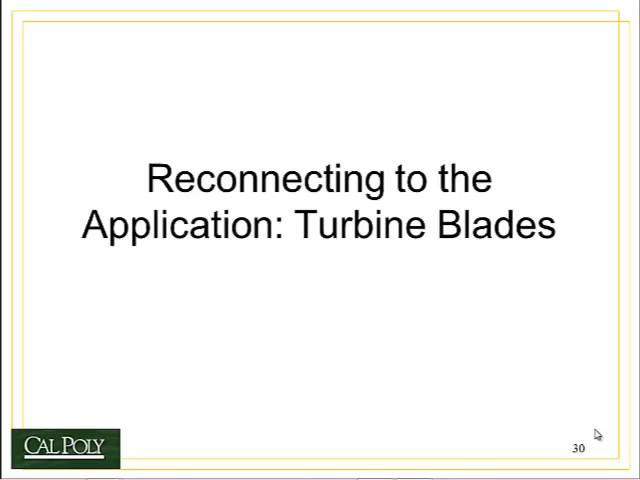 Reconnecting to the
Application: Turbine Blades
CAL POLY
30